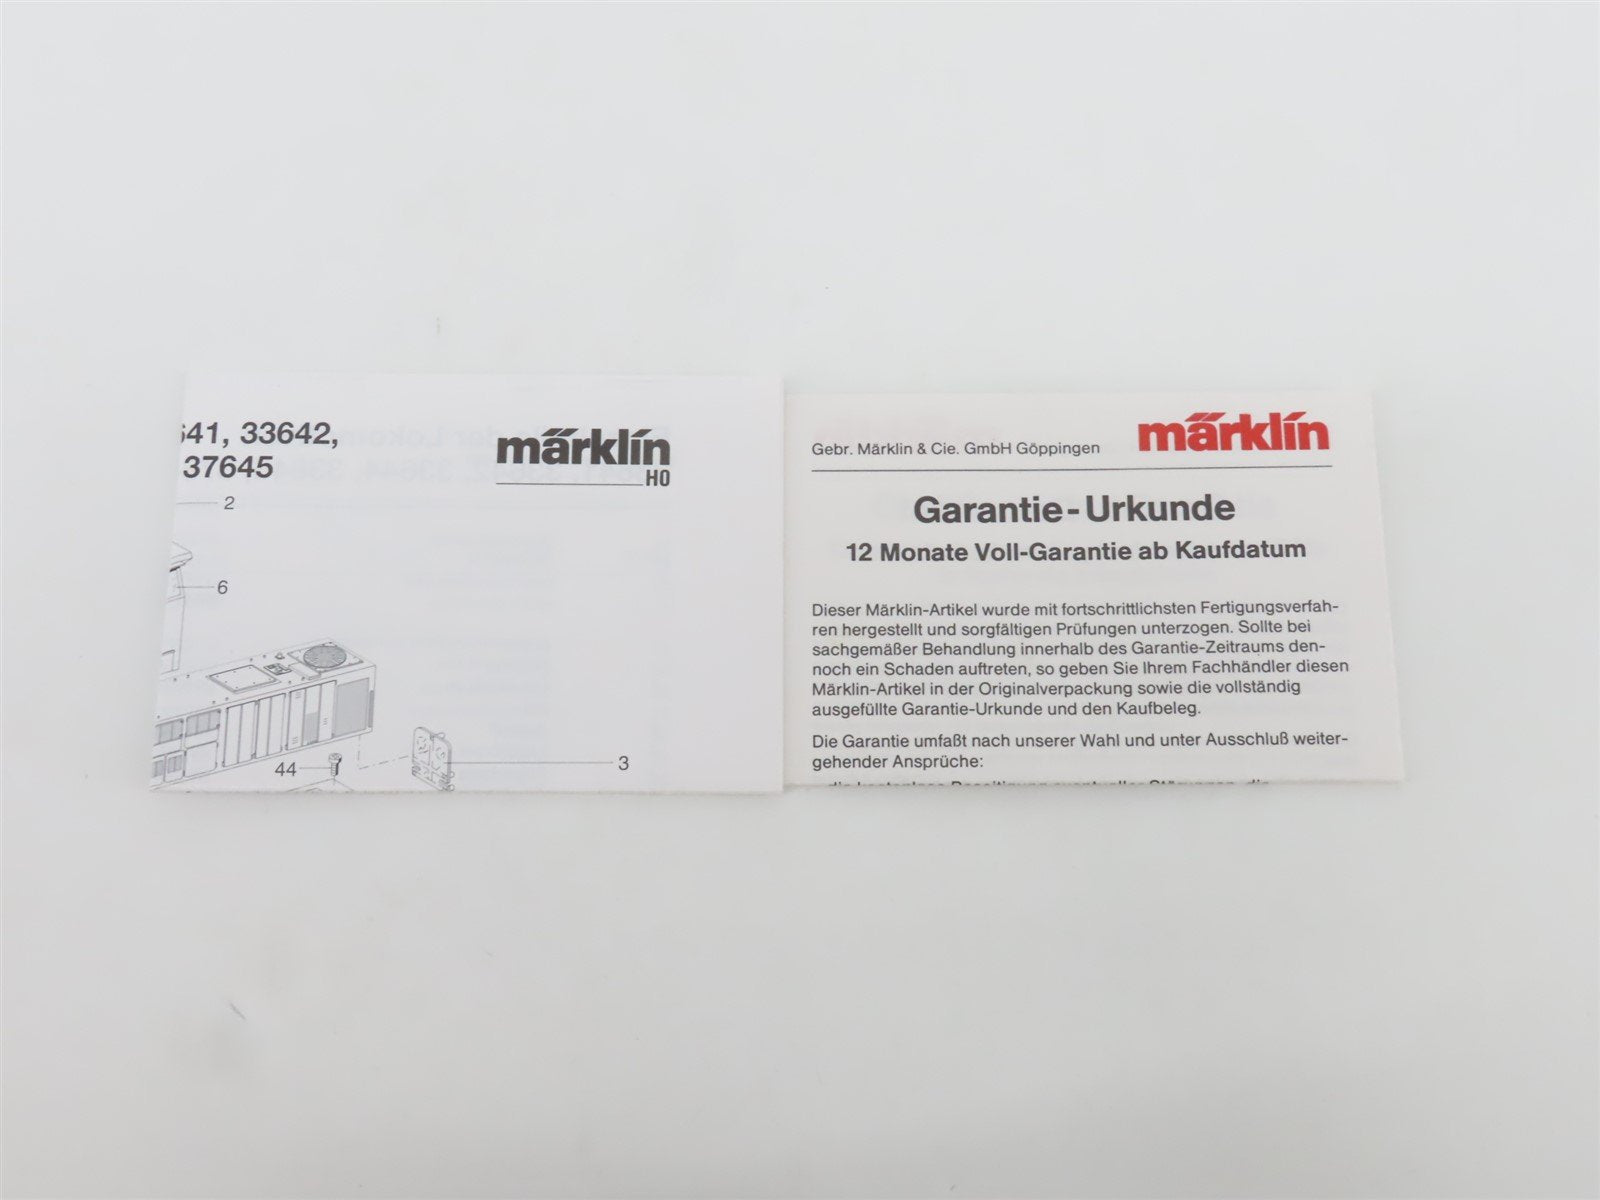 641, 33642,
37645
märklin
H0
2
6
44
3
märklin
Gebr. Märklin & Cie. GmbH Göppingen
Garantie-Urkunde
12 Monate Voll-Garantie ab Kaufdatum
Dieser Märklin-Artikel wurde mit fortschrittlichsten Fertigungsverfah-
ren hergestellt und sorgfältigen Prüfungen unterzogen. Sollte bei
sachgemäßer Behandlung innerhalb des Garantie-Zeitraums den-
noch ein Schaden auftreten, so geben Sie Ihrem Fachhändler diesen
Märklin-Artikel in der Originalverpackung sowie die vollständig
ausgefüllte Garantie-Urkunde und den Kaufbeleg.
Die Garantie umfaßt nach unserer Wahl und unter Ausschluß weiter-
gehender Ansprüche: